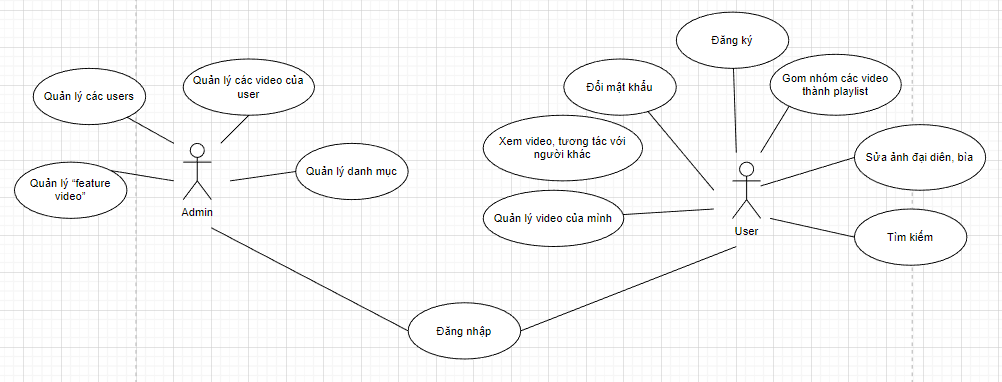 Đăng ký
Quản lý các video của
user
Gom nhóm các video
thành playlist
Đổi mật khẩu
Quản lý các users
Xem video, tương tác với
người khác
Sửa ảnh đại diên, bìa
Quản lý danh mục
Quản lý “feature
video”
Admin
Quản lý video của mình
User
Tìm kiếm
Đăng nhập